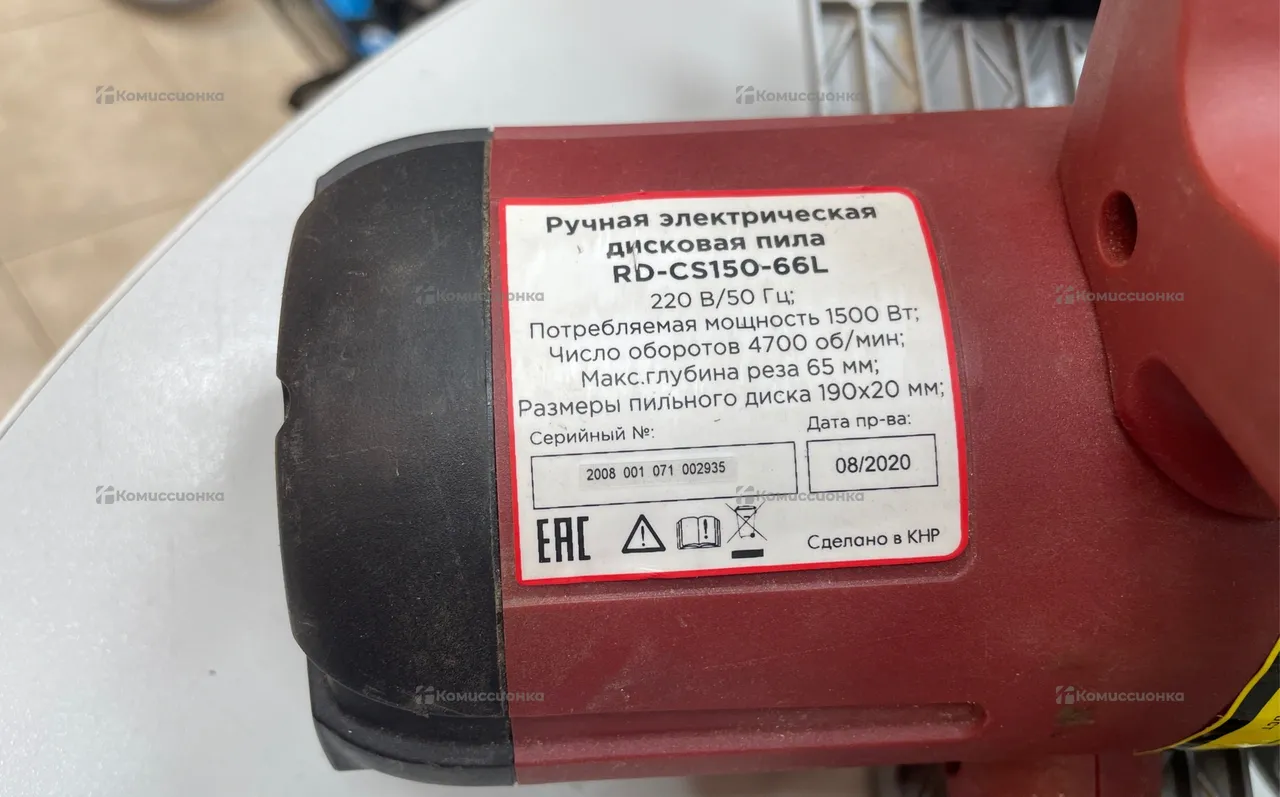 Ручная электрическая
дисковая пила
RD-CS150-66L
220 В/50 Гц;
Потребляемая мощность 1500 Вт;
Число оборотов 4700 об/мин;
Макс.глубина реза 65 мм;
Размеры пильного диска 190х20 мм;
Серийный №:
Дата пр-ва:
2008 001 071 002935
08/2020
EAC
Сделано в КНР
Комиссионка
Комиссионка
Комиссионка
Комиссионка
Комиссионка
Комиссионка
Комиссионка
Комиссионка